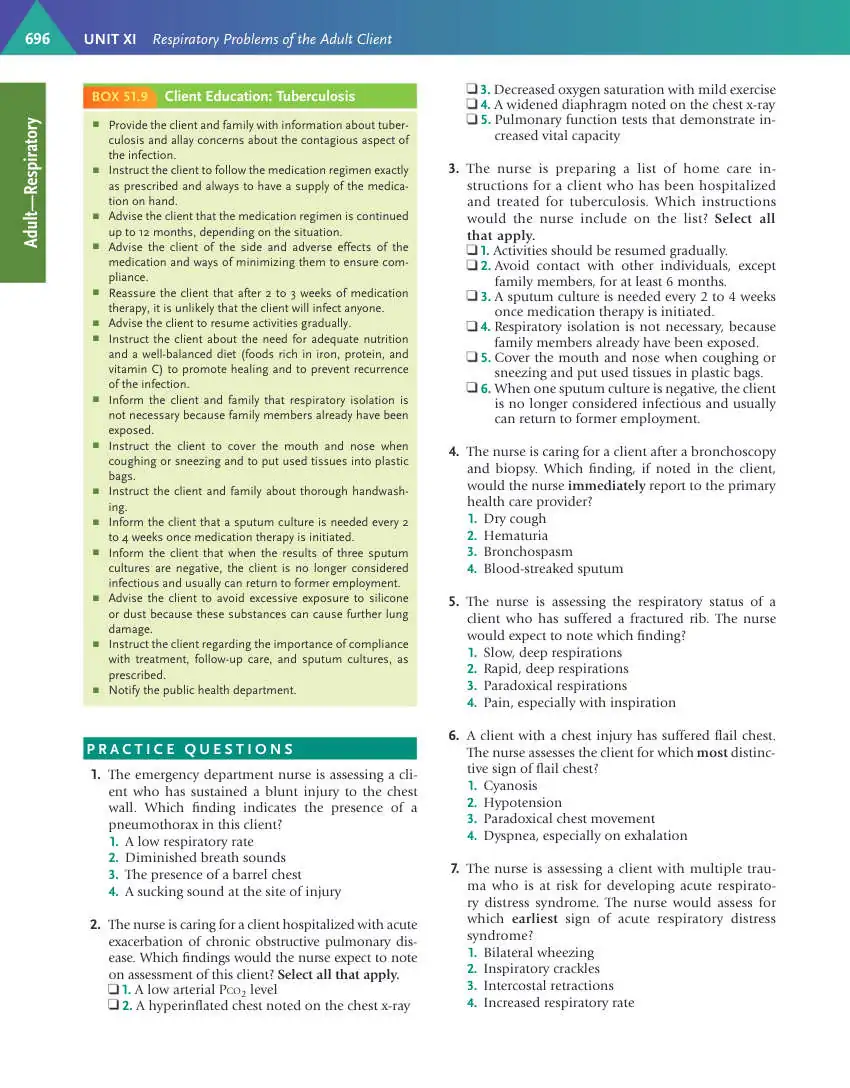 696
UNIT XI Respiratory Problems of the Adult Client
Adult—Respiratory
BOX 51.9 Client Education: Tuberculosis
■ Provide the client and family with information about tuber-
culosis and allay concerns about the contagious aspect of
the infection.
■ Instruct the client to follow the medication regimen exactly
as prescribed and always to have a supply of the medica-
tion on hand.
■ Advise the client that the medication regimen is continued
up to 12 months, depending on the situation.
■ Advise the client of the side and adverse effects of the
medication and ways of minimizing them to ensure com-
pliance.
■ Reassure the client that after 2 to 3 weeks of medication
therapy, it is unlikely that the client will infect anyone.
■ Advise the client to resume activities gradually.
■ Instruct the client about the need for adequate nutrition
and a well-balanced diet (foods rich in iron, protein, and
vitamin C) to promote healing and to prevent recurrence
of the infection.
■ Inform the client and family that respiratory isolation is
not necessary because family members already have been
exposed.
■ Instruct the client to cover the mouth and nose when
coughing or sneezing and to put used tissues into plastic
bags.
■ Instruct the client and family about thorough handwash-
ing.
■ Inform the client that a sputum culture is needed every 2
to 4 weeks once medication therapy is initiated.
■ Inform the client that when the results of three sputum
cultures are negative, the client is no longer considered
infectious and usually can return to former employment.
■ Advise the client to avoid excessive exposure to silicone
or dust because these substances can cause further lung
damage.
■ Instruct the client regarding the importance of compliance
with treatment, follow-up care, and sputum cultures, as
prescribed.
■ Notify the public health department.
PRACTICE QUESTIONS
1. The emergency department nurse is assessing a cli-
ent who has sustained a blunt injury to the chest
wall. Which finding indicates the presence of a
pneumothorax in this client?
1. A low respiratory rate
2. Diminished breath sounds
3. The presence of a barrel chest
4. A sucking sound at the site of injury
2. The nurse is caring for a client hospitalized with acute
exacerbation of chronic obstructive pulmonary dis-
ease. Which findings would the nurse expect to note
on assessment of this client? Select all that apply.
❑ 1. A low arterial PCO2 level
❑ 2. A hyperinflated chest noted on the chest x-ray
❑ 3. Decreased oxygen saturation with mild exercise
❑ 4. A widened diaphragm noted on the chest x-ray
❑ 5. Pulmonary function tests that demonstrate in-
creased vital capacity
3. The nurse is preparing a list of home care in-
structions for a client who has been hospitalized
and treated for tuberculosis. Which instructions
would the nurse include on the list? Select all
that apply.
❑ 1. Activities should be resumed gradually.
❑ 2. Avoid contact with other individuals, except
family members, for at least 6 months.
❑ 3. A sputum culture is needed every 2 to 4 weeks
once medication therapy is initiated.
❑ 4. Respiratory isolation is not necessary, because
family members already have been exposed.
❑ 5. Cover the mouth and nose when coughing or
sneezing and put used tissues in plastic bags.
❑ 6. When one sputum culture is negative, the client
is no longer considered infectious and usually
can return to former employment.
4. The nurse is caring for a client after a bronchoscopy
and biopsy. Which finding, if noted in the client,
would the nurse immediately report to the primary
health care provider?
1. Dry cough
2. Hematuria
3. Bronchospasm
4. Blood-streaked sputum
5. The nurse is assessing the respiratory status of a
client who has suffered a fractured rib. The nurse
would expect to note which finding?
1. Slow, deep respirations
2. Rapid, deep respirations
3. Paradoxical respirations
4. Pain, especially with inspiration
6. A client with a chest injury has suffered flail chest.
The nurse assesses the client for which most distinc-
tive sign of flail chest?
1. Cyanosis
2. Hypotension
3. Paradoxical chest movement
4. Dyspnea, especially on exhalation
7. The nurse is assessing a client with multiple trau-
ma who is at risk for developing acute respirato-
ry distress syndrome. The nurse would assess for
which earliest sign of acute respiratory distress
syndrome?
1. Bilateral wheezing
2. Inspiratory crackles
3. Intercostal retractions
4. Increased respiratory rate